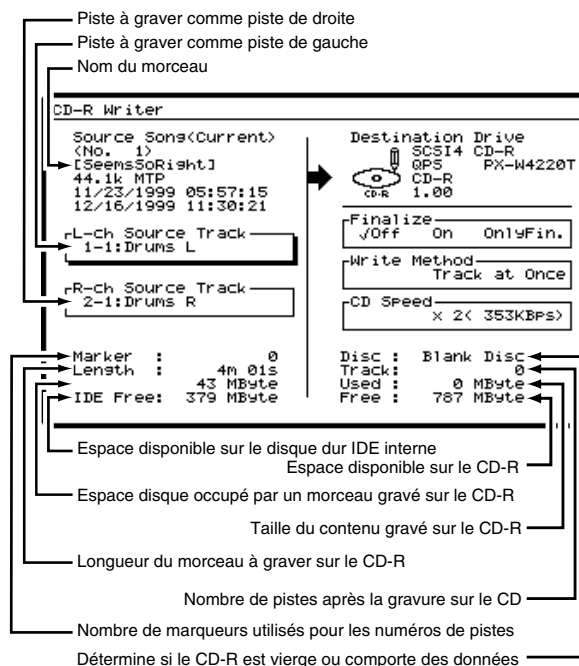 Piste à graver comme piste de droite
Piste à graver comme piste de gauche
Nom du morceau
CD-R Writer
Source Song(Current)
(No. 1)
[SeemsSoRight]
44.1k MTP
11/23/1999 05:57:15
12/16/1999 11:30:21
L-ch Source Track
1-1:Drums L
R-ch Source Track
2-1:Drums R
Marker : 0
Length : 4m 01s
43 MByte
IDE Free: 379 MByte
Destination Drive
SCSI4 CD-R
QPS PX-W4220T
CD-R
CD-R 1.00
Finalize
√Off On OnlyFin.
Write Method
Track at Once
CD Speed
x 2( 353KBps)
Disc : Blank Disc
Track: 0
Used : 0 MByte
Free : 787 MByte
Espace disponible sur le disque dur IDE interne
Espace disponible sur le CD-R
Espace disque occupé par un morceau gravé sur le CD-R
Taille du contenu gravé sur le CD-R
Longueur du morceau à graver sur le CD-R
Nombre de pistes après la gravure sur le CD
Nombre de marqueurs utilisés pour les numéros de pistes
Détermine si le CD-R est vierge ou comporte des données